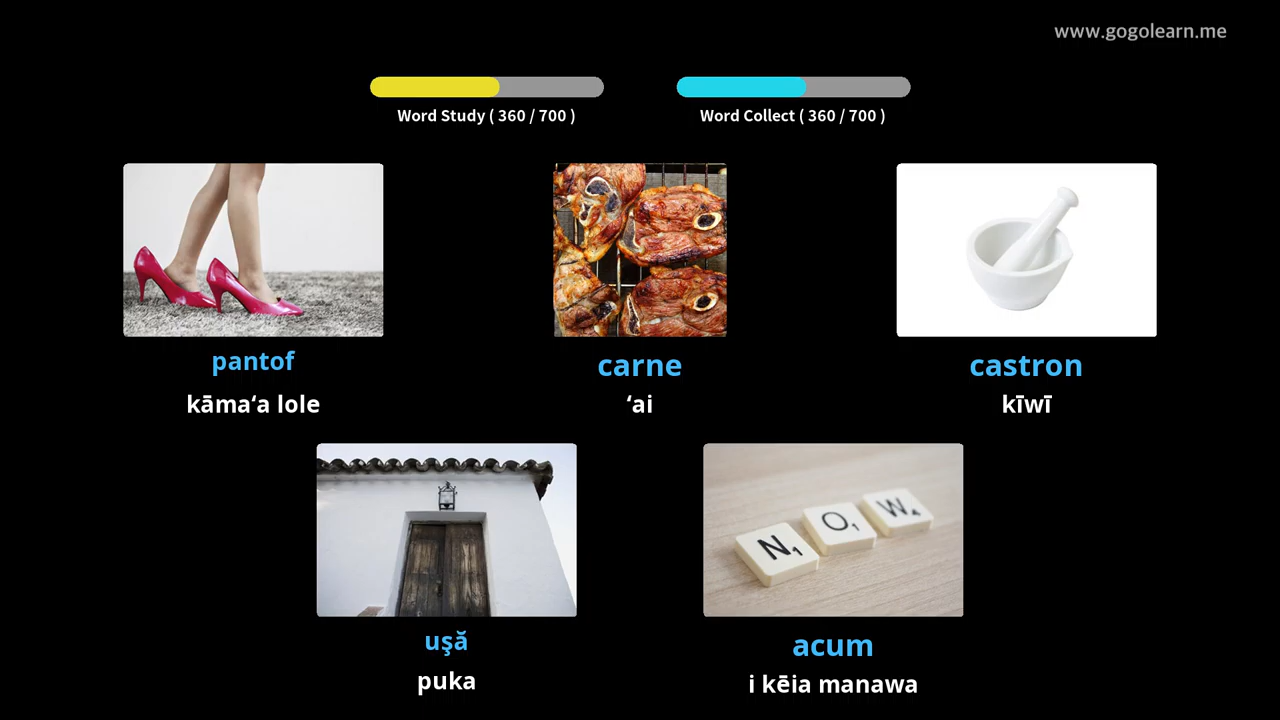 www.gogolearn.me
Word Study ( 360 / 700 )
Word Collect ( 360 / 700 )
pantof
carne
castron
kāmaʻa lole
ʻai
kīwī
NOW
uşă
acum
puka
i kēia manawa